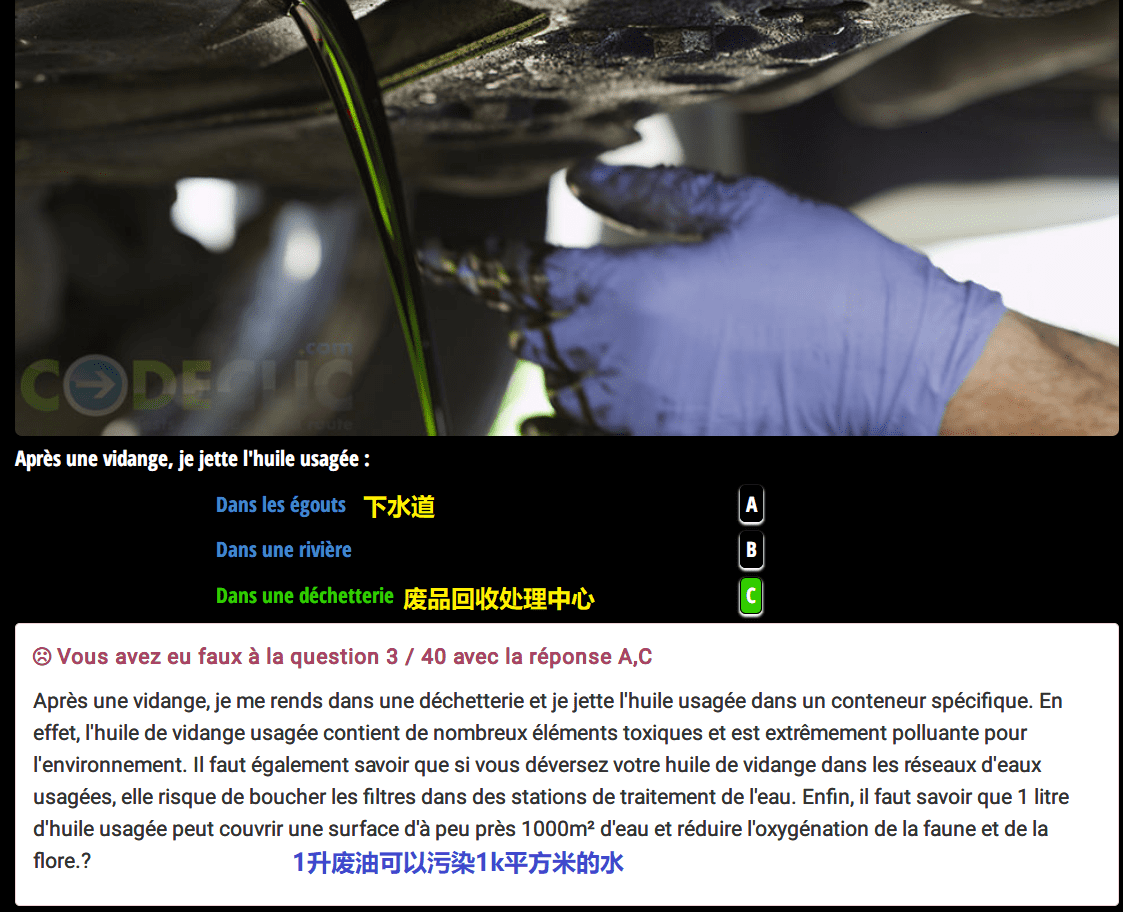 CODECLIC
.com
Après une vidange, je jette l'huile usagée :
Dans les égouts 下水道 A
Dans une rivière B
Dans une déchetterie 废品回收处理中心 C
Vous avez eu faux à la question 3 / 40 avec la réponse A,C
Après une vidange, je me rends dans une déchetterie et je jette l'huile usagée dans un conteneur spécifique. En
effet, l'huile de vidange usagée contient de nombreux éléments toxiques et est extrêmement polluante pour
l'environnement. Il faut également savoir que si vous déversez votre huile de vidange dans les réseaux d'eaux
usagées, elle risque de boucher les filtres dans des stations de traitement de l'eau. Enfin, il faut savoir que 1 litre
d'huile usagée peut couvrir une surface d'à peu près 1000m² d'eau et réduire l'oxygénation de la faune et de la
flore.?
1升废油可以污染1k平方米的水